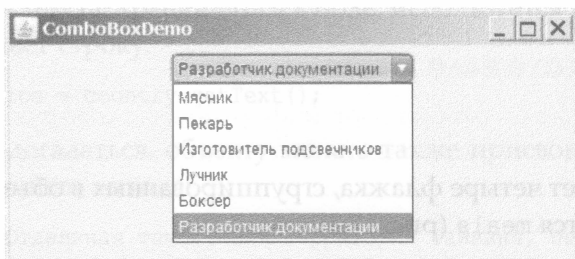 ComboBoxDemo
Разработчик документации
Мясник
Пекарь
Изготовитель подсвечников
Лучник
Боксер
Разработчик документации